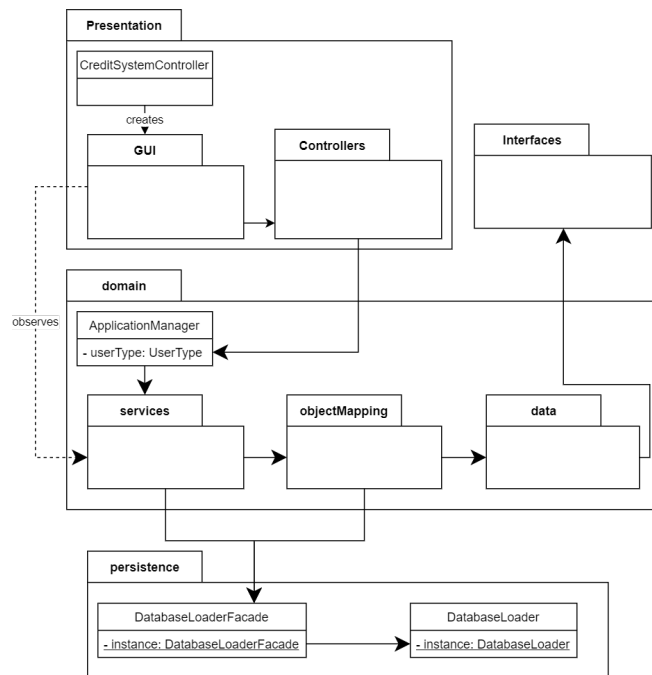 Presentation
CreditSystemController
creates
GUI
Controllers
Interfaces
domain
observes
ApplicationManager
- userType: UserType
services
objectMapping
data
persistence
DatabaseLoaderFacade
- instance: DatabaseLoaderFacade
DatabaseLoader
- instance: DatabaseLoader